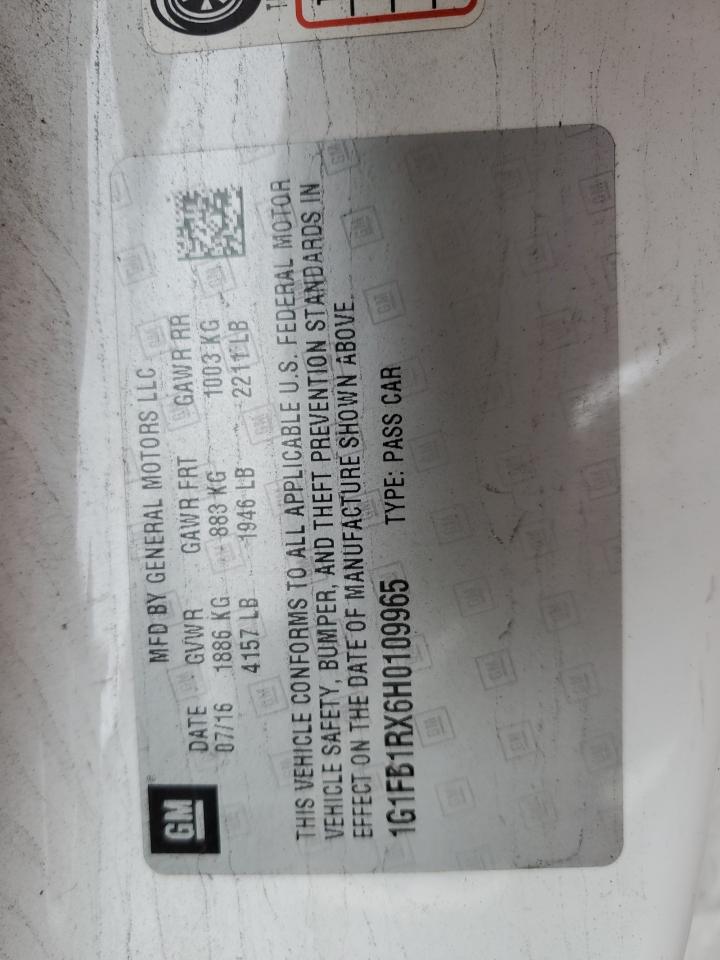 GM
MFD BY GENERAL MOTORS LLC
DATE GVWR GAWR FRT GAWR RR
07/16 1886 KG 883 KG 1003 KG
4157 LB 1946 LB 2211 LB
THIS VEHICLE CONFORMS TO ALL APPLICABLE U.S. FEDERAL MOTOR
VEHICLE SAFETY, BUMPER, AND THEFT PREVENTION STANDARDS IN
EFFECT ON THE DATE OF MANUFACTURE SHOWN ABOVE.
1G1FB1RX6H0109965 TYPE: PASS CAR